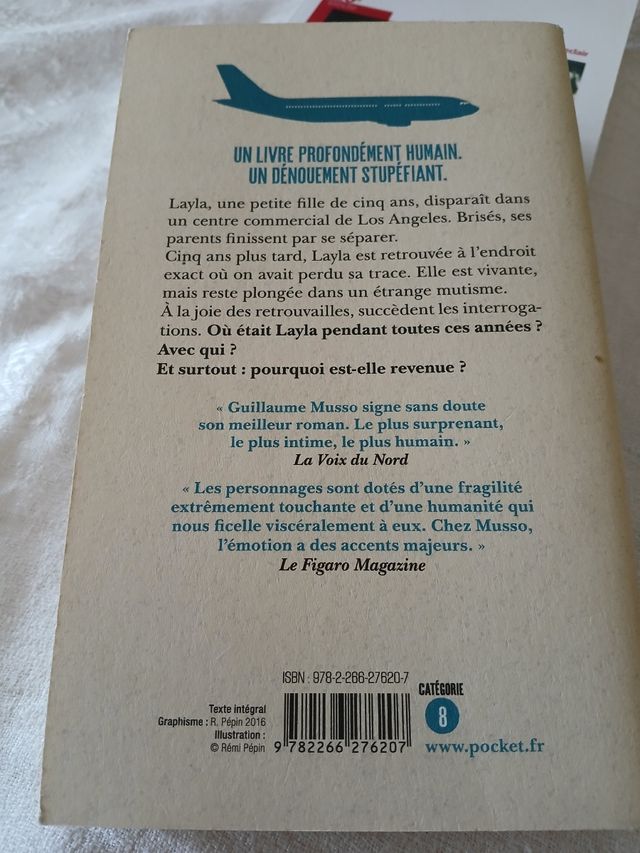 UN LIVRE PROFONDÉMENT HUMAIN.
UN DÉNOUEMENT STUPÉFIANT.
Layla, une petite fille de cinq ans, disparaît dans
un centre commercial de Los Angeles. Brisés, ses
parents finissent par se séparer.
Cinq ans plus tard, Layla est retrouvée à l'endroit
exact où on avait perdu sa trace. Elle est vivante,
mais reste plongée dans un étrange mutisme.
À la joie des retrouvailles, succèdent les interroga-
tions. Où était Layla pendant toutes ces années ?
Avec qui ?
Et surtout : pourquoi est-elle revenue ?
« Guillaume Musso signe sans doute
son meilleur roman. Le plus surprenant,
le plus intime, le plus humain. »
La Voix du Nord
« Les personnages sont dotés d'une fragilité
extrêmement touchante et d'une humanité qui
nous ficelle viscéralement à eux. Chez Musso,
l'émotion a des accents majeurs. »
Le Figaro Magazine
ISBN : 978-2-266-27620-7
Texte intégral
Graphisme : R. Pépin 2016
Illustration :
© Rémi Pépin
9 782266 276207
CATÉGORIE
8
www.pocket.fr